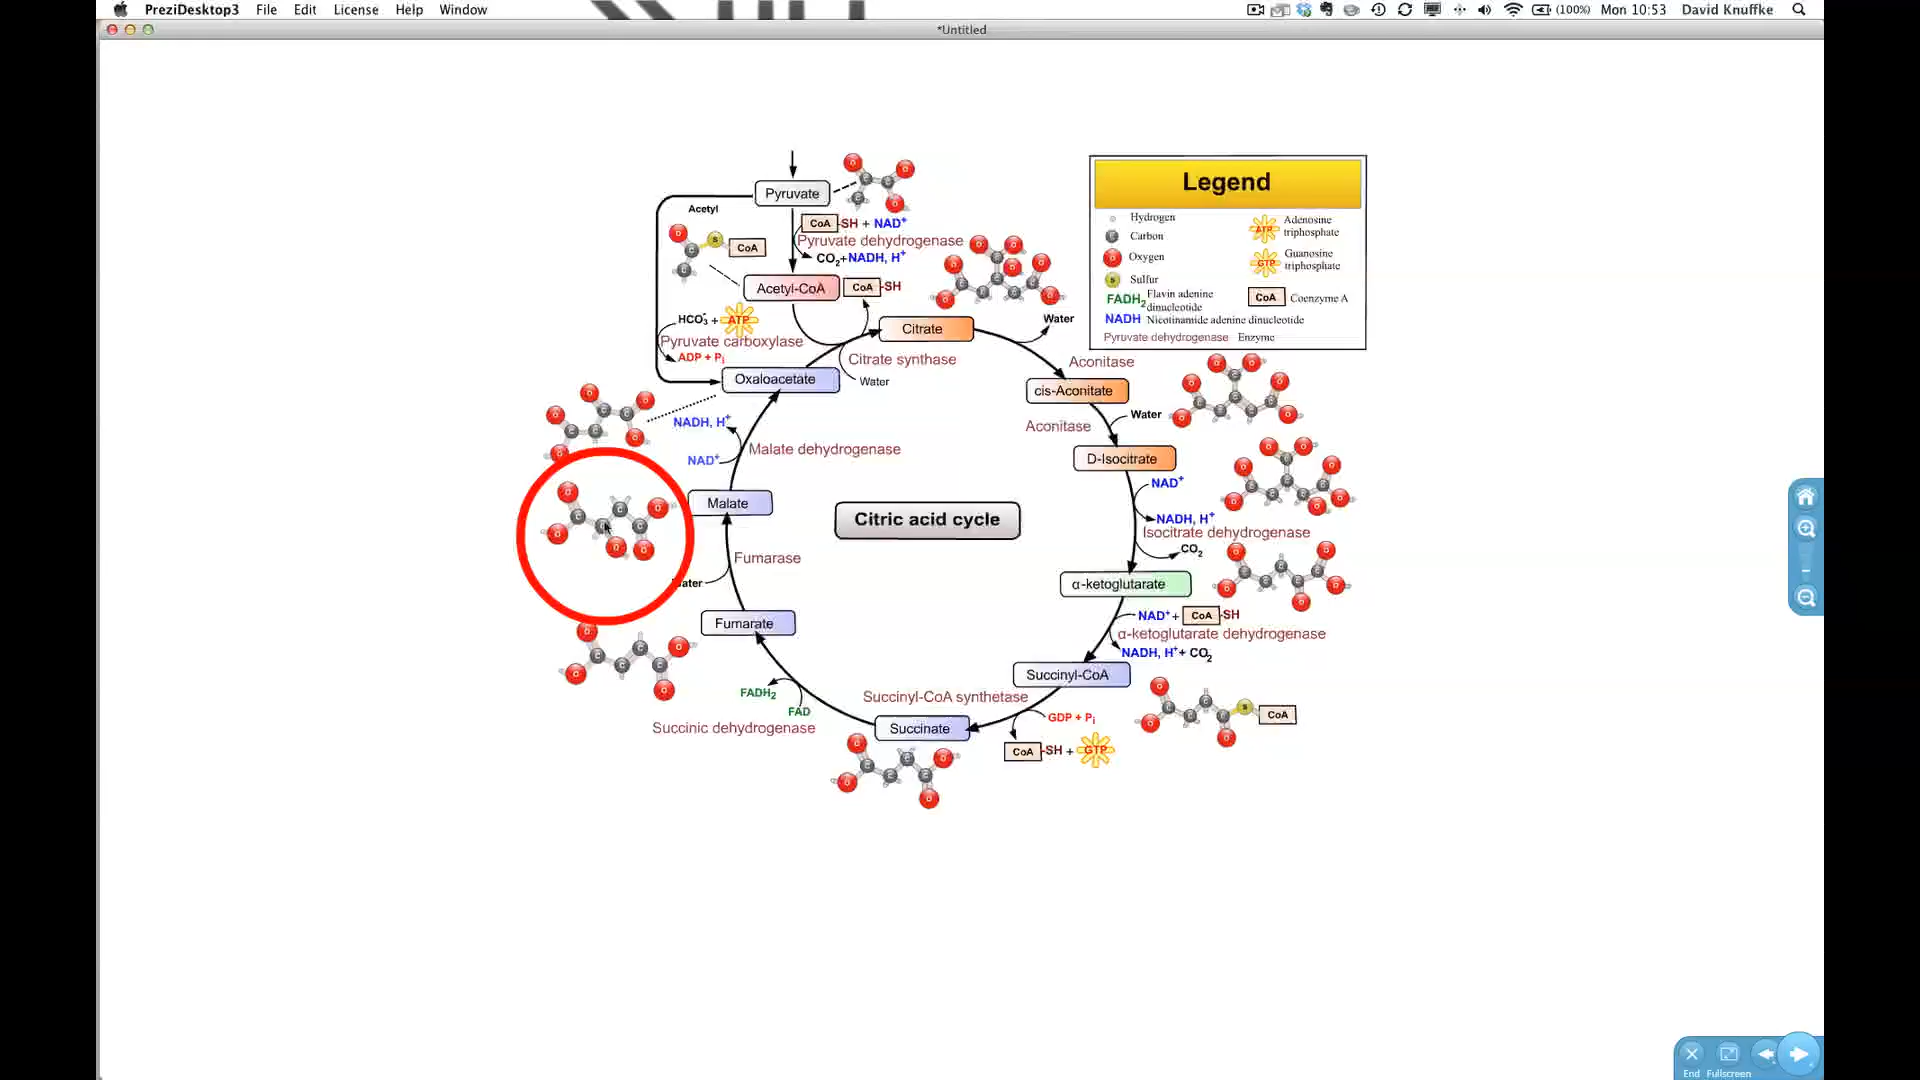 PreziDesktop3 File Edit License Help Window
(100%) Mon 10:53 David Knuffke
*Untitled
Pyruvate
Acetyl
CoA-SH + NAD+
Pyruvate dehydrogenase
CO2+NADH, H+
S CoA
Acetyl-CoA
CoA-SH
HCO3- + ATP
Pyruvate carboxylase
ADP + Pi
Citrate
Citrate synthase
Water
Oxaloacetate
Water
Aconitase
cis-Aconitate
Water
Aconitase
D-Isocitrate
NAD+
NADH, H+
Isocitrate dehydrogenase
CO2
α-ketoglutarate
NAD+ + CoA-SH
α-ketoglutarate dehydrogenase
NADH, H+ + CO2
Succinyl-CoA
S CoA
Succinyl-CoA synthetase
GDP + Pi
CoA-SH + GTP
Succinate
FADH2
FAD
Succinic dehydrogenase
Fumarate
Water
Fumarase
Malate
NADH, H+
NAD+
Malate dehydrogenase
Citric acid cycle
Legend
Hydrogen
Carbon
Oxygen
S Sulfur
FADH2 Flavin adenine
dinucleotide
NADH Nicotinamide adenine dinucleotide
Pyruvate dehydrogenase Enzyme
ATP Adenosine
triphosphate
GTP Guanosine
triphosphate
CoA Coenzyme A
End Fullscreen